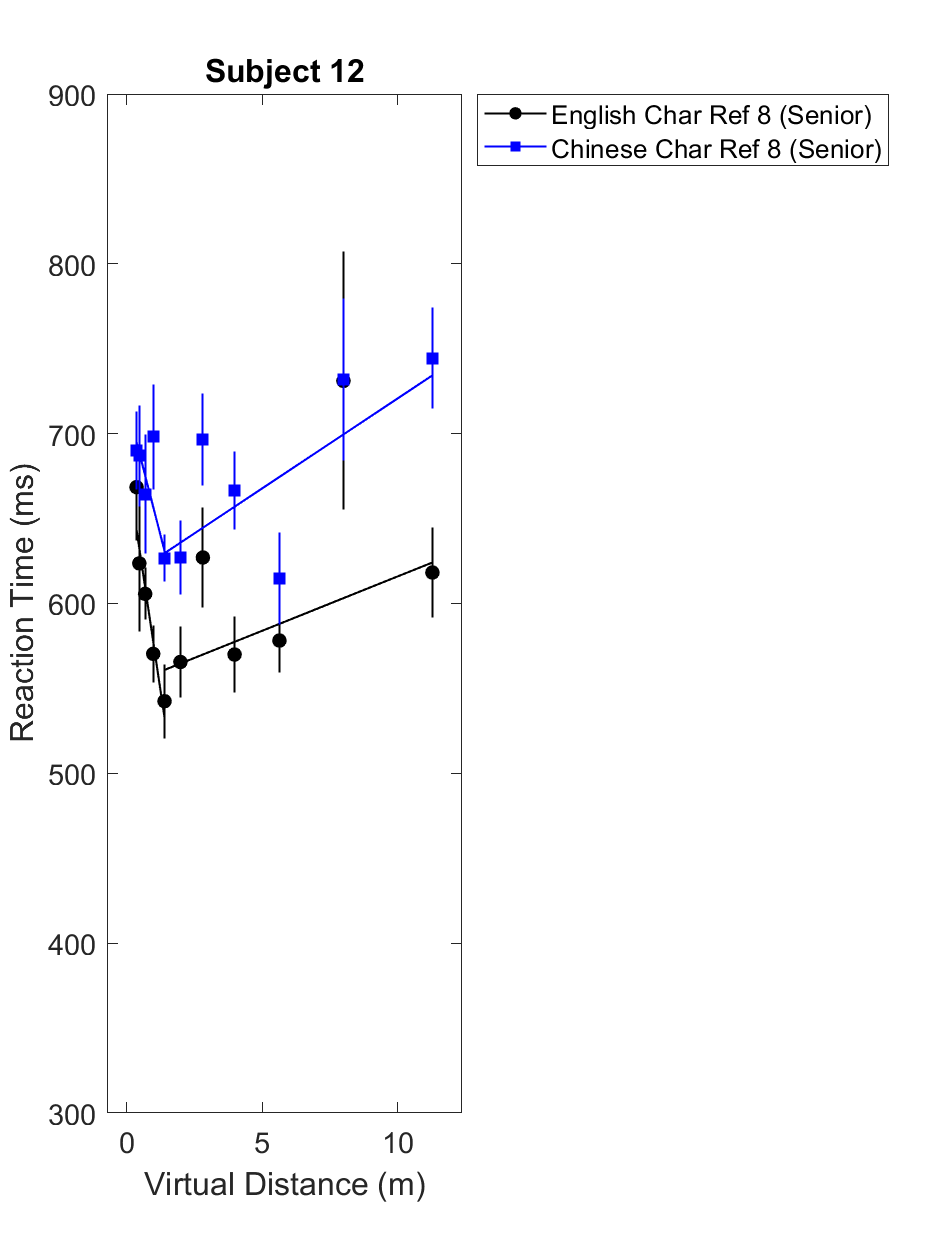 Subject 12
English Char Ref 8 (Senior)
Chinese Char Ref 8 (Senior)
900
800
700
600
500
400
300
Reaction Time (ms)
0 5 10
Virtual Distance (m)